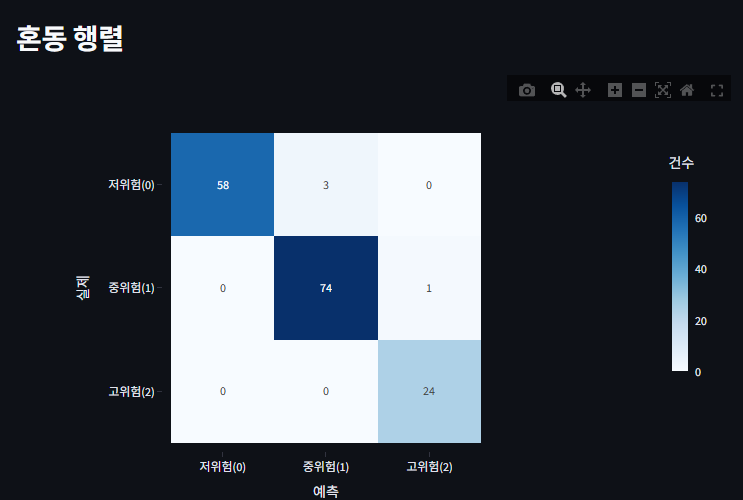 혼동 행렬
건수
저위험(0) 58 3 0
60
실제
중위험(1) 0 74 1
40
20
0
고위험(2) 0 0 24
저위험(0) 중위험(1) 고위험(2)
예측